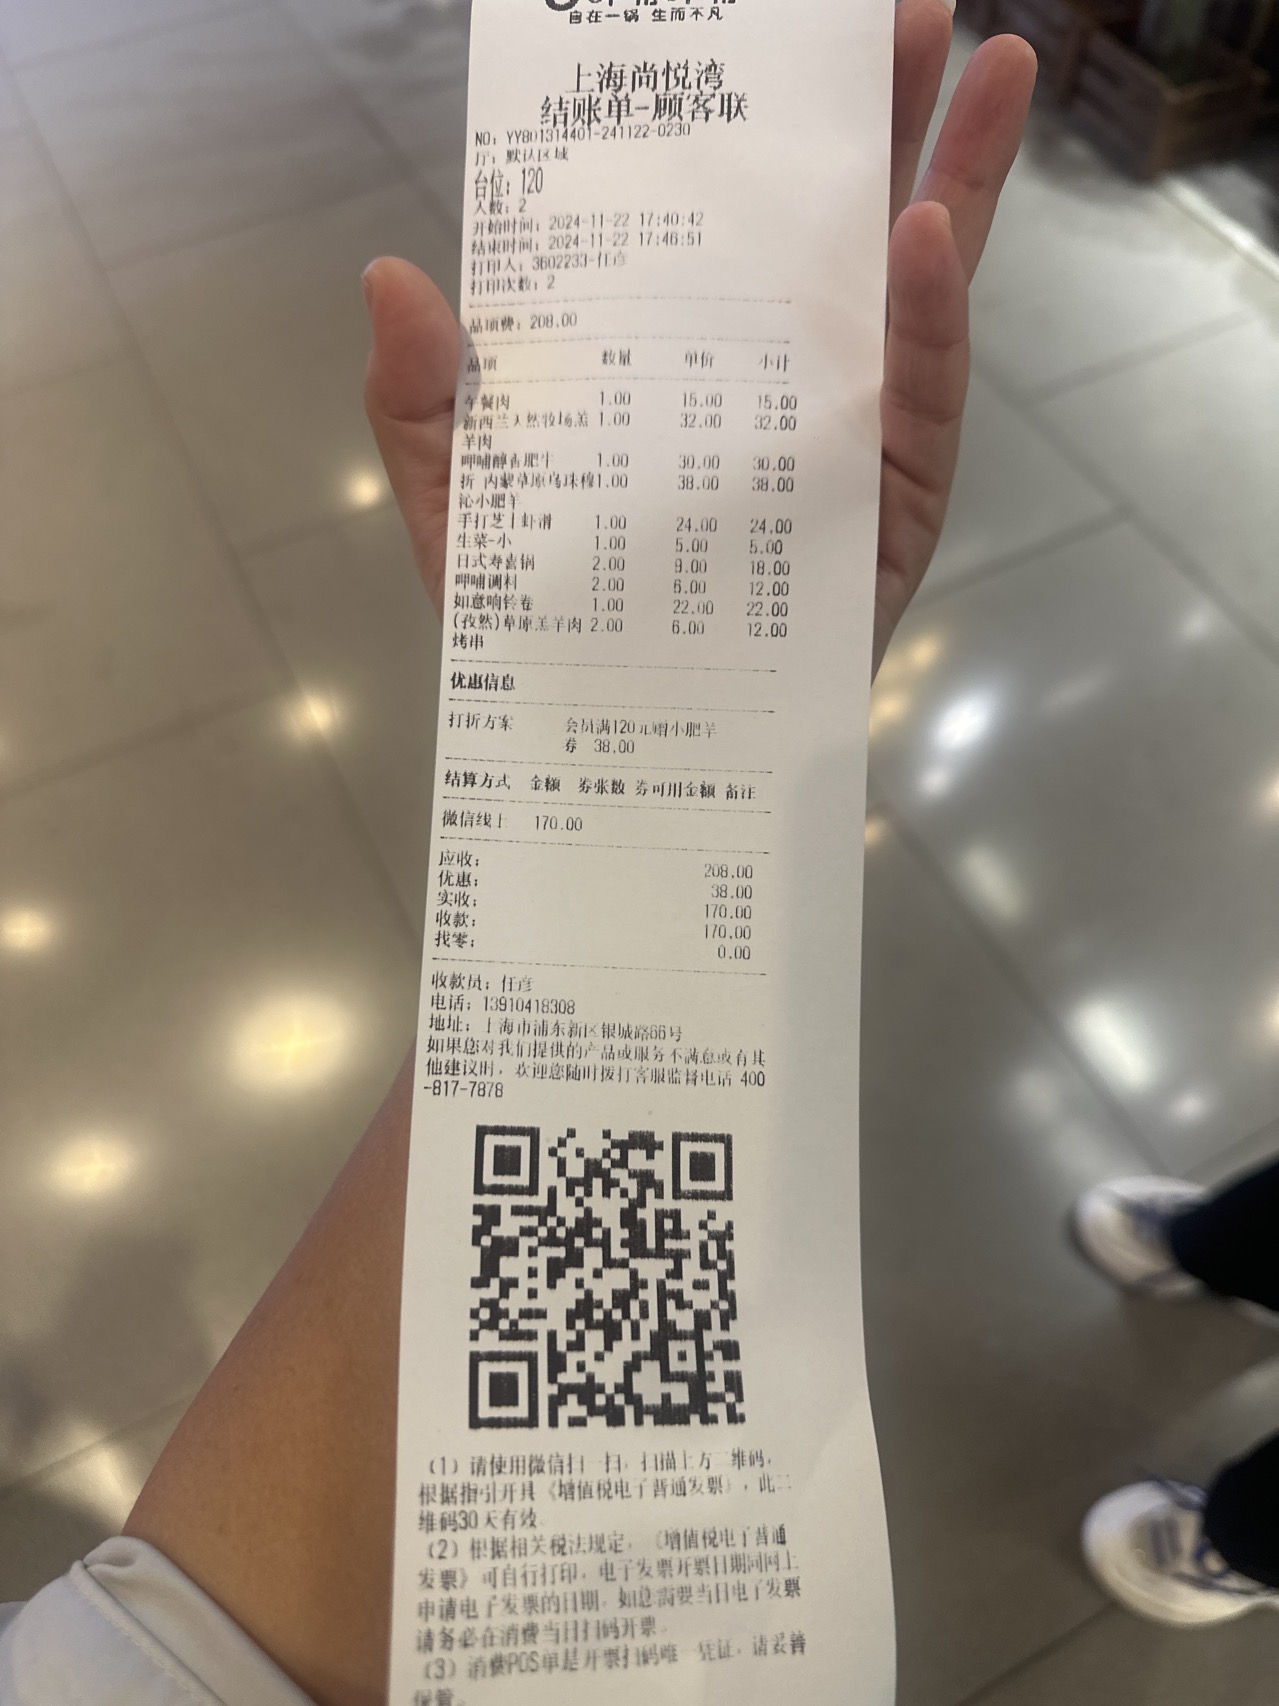 自在一锅 生而不凡
上海尚悦湾
结账单-顾客联
NO: YY801314401-241122-0230
厅: 默认区域
台位: 120
人数: 2
开始时间: 2024-11-22 17:40:42
结束时间: 2024-11-22 17:46:51
打印人: 3602233-任彦
打印次数: 2
品项费: 208.00
品项 数量 单价 小计
午餐肉 1.00 15.00 15.00
新西兰天然牧场羔 1.00 32.00 32.00
羊肉
呷哺醇香肥牛 1.00 30.00 30.00
折 内蒙草原乌珠穆1.00 38.00 38.00
沁小肥羊
手打芝士虾滑 1.00 24.00 24.00
生菜-小 1.00 5.00 5.00
日式寿喜锅 2.00 9.00 18.00
呷哺调料 2.00 6.00 12.00
如意响铃卷 1.00 22.00 22.00
(孜然)草原羔羊肉 2.00 6.00 12.00
烤串
优惠信息
打折方案 会员满120元赠小肥羊
券 38.00
结算方式 金额 券张数 券可用金额 备注
微信线上 170.00
应收: 208.00
优惠: 38.00
实收: 170.00
收款: 170.00
找零: 0.00
收款员: 任彦
电话: 13910418308
地址: 上海市浦东新区银城路66号
如果您对我们提供的产品或服务不满意或有其
他建议时, 欢迎您随时拨打客服监督电话 400
-817-7878
(1) 请使用微信扫一扫, 扫描上方二维码,
根据指引开具《增值税电子普通发票》, 此二
维码30天有效.
(2) 根据相关税法规定, 《增值税电子普通
发票》可自行打印, 电子发票开票日期同网上
申请电子发票的日期, 如您需要当日电子发票
请务必在消费当日扫码开票.
(3) 消费POS单是开票扫码唯一凭证, 请妥善
保管.